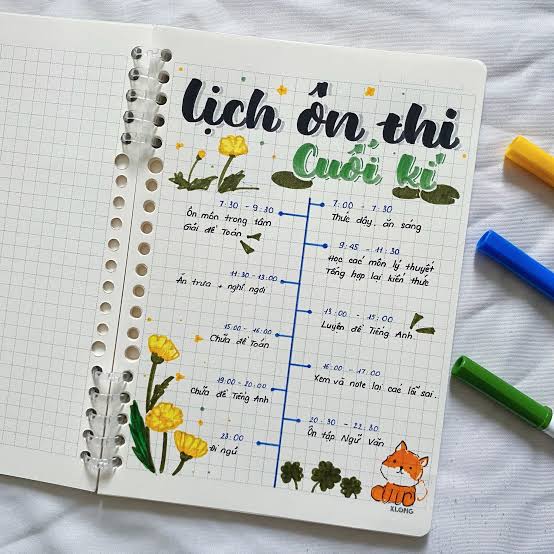 Lịch ôn thi
Cuối kì
7:00 - 7:30
Thức dậy, ăn sáng
7:30 - 9:30
Ôn môn trọng tâm
Giải đề Toán
9:45 - 11:30
Học các môn lý thuyết
Tổng hợp lại kiến thức
11:30 - 13:00
Ăn trưa + nghỉ ngơi
13:00 - 15:00
Luyện đề Tiếng Anh
15:00 - 16:00
Chữa đề Toán
16:00 - 17:00
Xem và note lại các lỗi sai.
19:00 - 20:00
Chữa đề Tiếng Anh
20:30 - 22:30
Ôn tập Ngữ Văn
23:00
Đi ngủ
KLONG